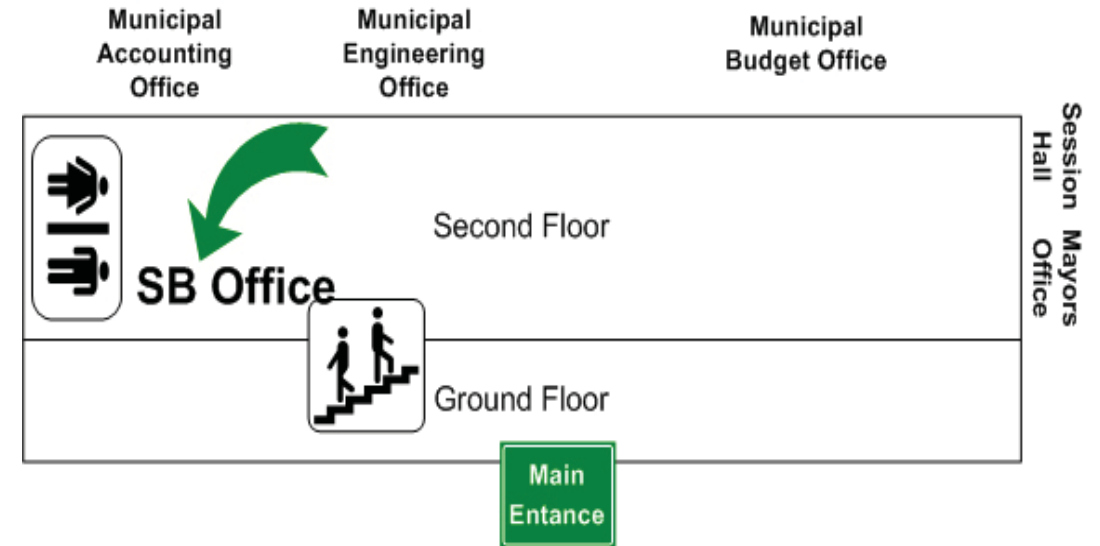 Municipal
Accounting
Office
Municipal
Engineering
Office
Municipal
Budget Office
Session
Hall
Mayors
Office
Second Floor
SB Office
Ground Floor
Main
Entance